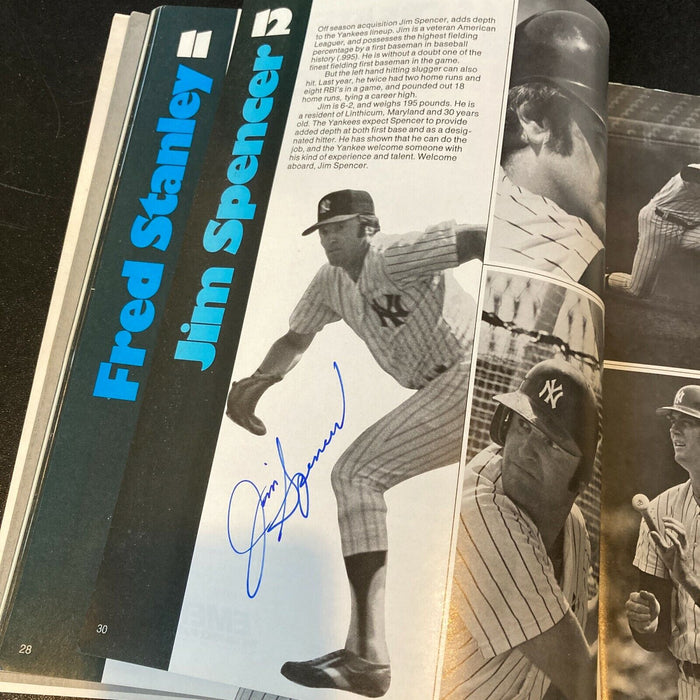 Fred Stanley 11
Jim Spencer 12
Off season acquisition Jim Spencer, adds depth
to the Yankees lineup. Jim is a veteran American
Leaguer, and possesses the highest fielding
percentage by a first baseman in baseball
history (.995). He is without a doubt one of the
finest fielding first baseman in the game.
But the left hand hitting slugger can also
hit. Last year, he twice had two home runs and
eight RBI's in a game, and pounded out 18
home runs, tying a career high.
Jim is 6-2, and weighs 195 pounds. He is
a resident of Linthicum, Maryland and 30 years
old. The Yankees expect Spencer to provide
added depth at both first base and as a desig-
nated hitter. He has shown that he can do the
job, and the Yankee welcome someone with
his kind of experience and talent. Welcome
aboard, Jim Spencer.
NY
NY
NY
Jim Spencer
28
30